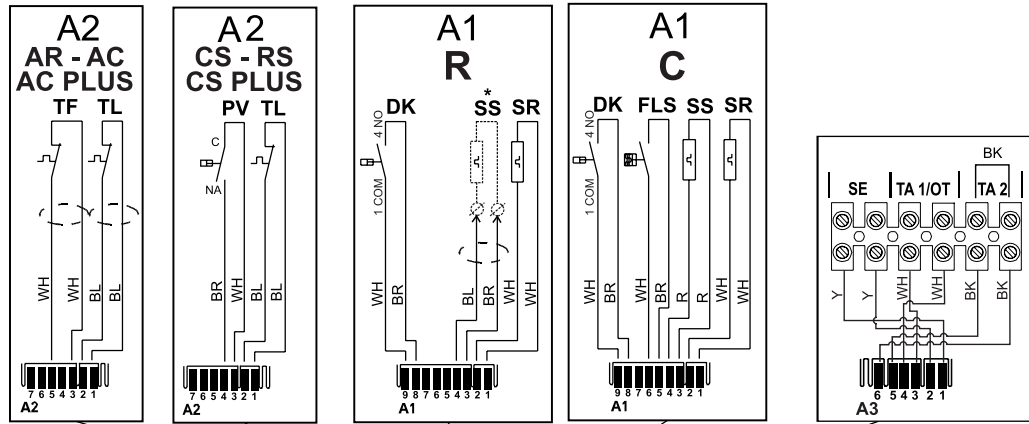 A2
AR - AC
AC PLUS
TF TL
WH WH BL BL
7 6 5 4 3 2 1
A2
A2
CS - RS
CS PLUS
PV TL
C
NA
BR WH BL BL
7 6 5 4 3 2 1
A2
A1
R
*
DK SS SR
4 NO
1 COM
WH BR BL BR WH WH
9 8 7 6 5 4 3 2 1
A1
A1
C
DK FLS SS SR
4 NO
1 COM
WH BR WH BR R R WH WH
9 8 7 6 5 4 3 2 1
A1
BK
SE TA 1/OT TA 2
Y Y WH WH BK BK
6 5 4 3 2 1
A3